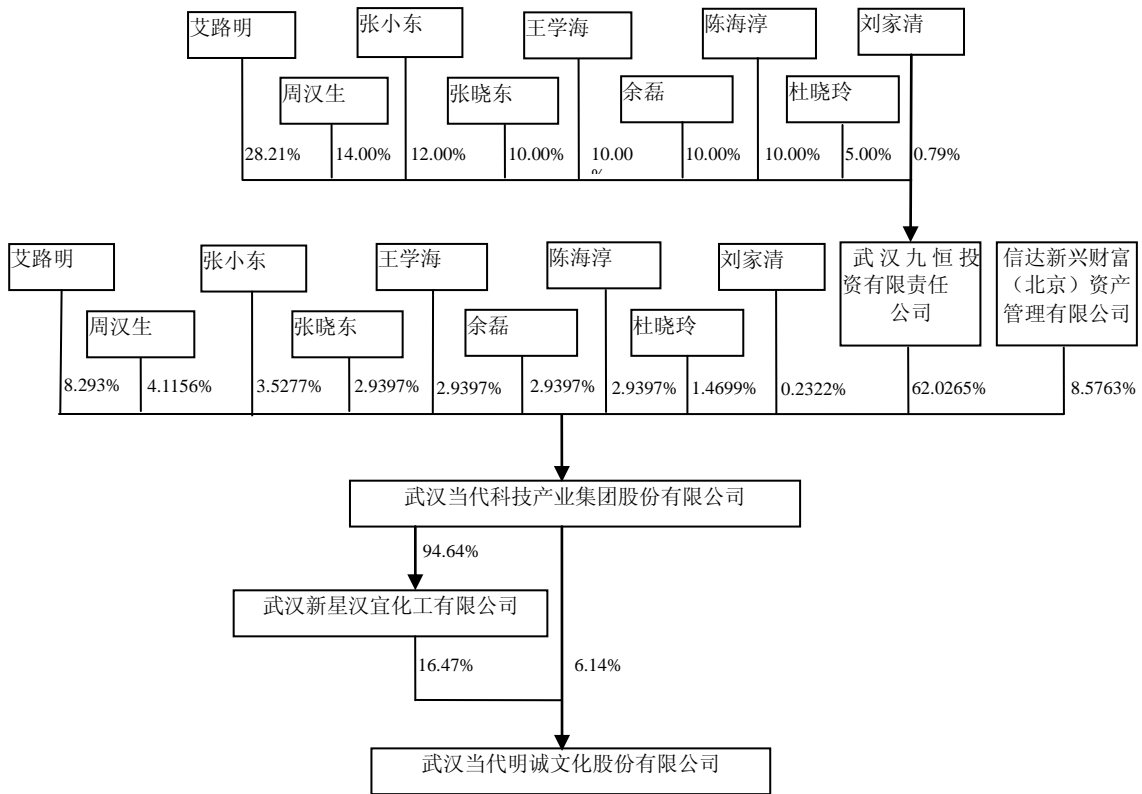 艾路明
张小东
王学海
陈海淳
刘家清
周汉生
张晓东
余磊
杜晓玲
28.21%
14.00%
12.00%
10.00%
10.00
%
10.00%
10.00%
5.00%
0.79%
艾路明
张小东
王学海
陈海淳
刘家清
武汉九恒投
资有限责任
公司
信达新兴财富
（北京）资产
管理有限公司
周汉生
张晓东
余磊
杜晓玲
8.293%
4.1156%
3.5277%
2.9397%
2.9397%
2.9397%
2.9397%
1.4699%
0.2322%
62.0265%
8.5763%
武汉当代科技产业集团股份有限公司
94.64%
武汉新星汉宜化工有限公司
16.47%
6.14%
武汉当代明诚文化股份有限公司